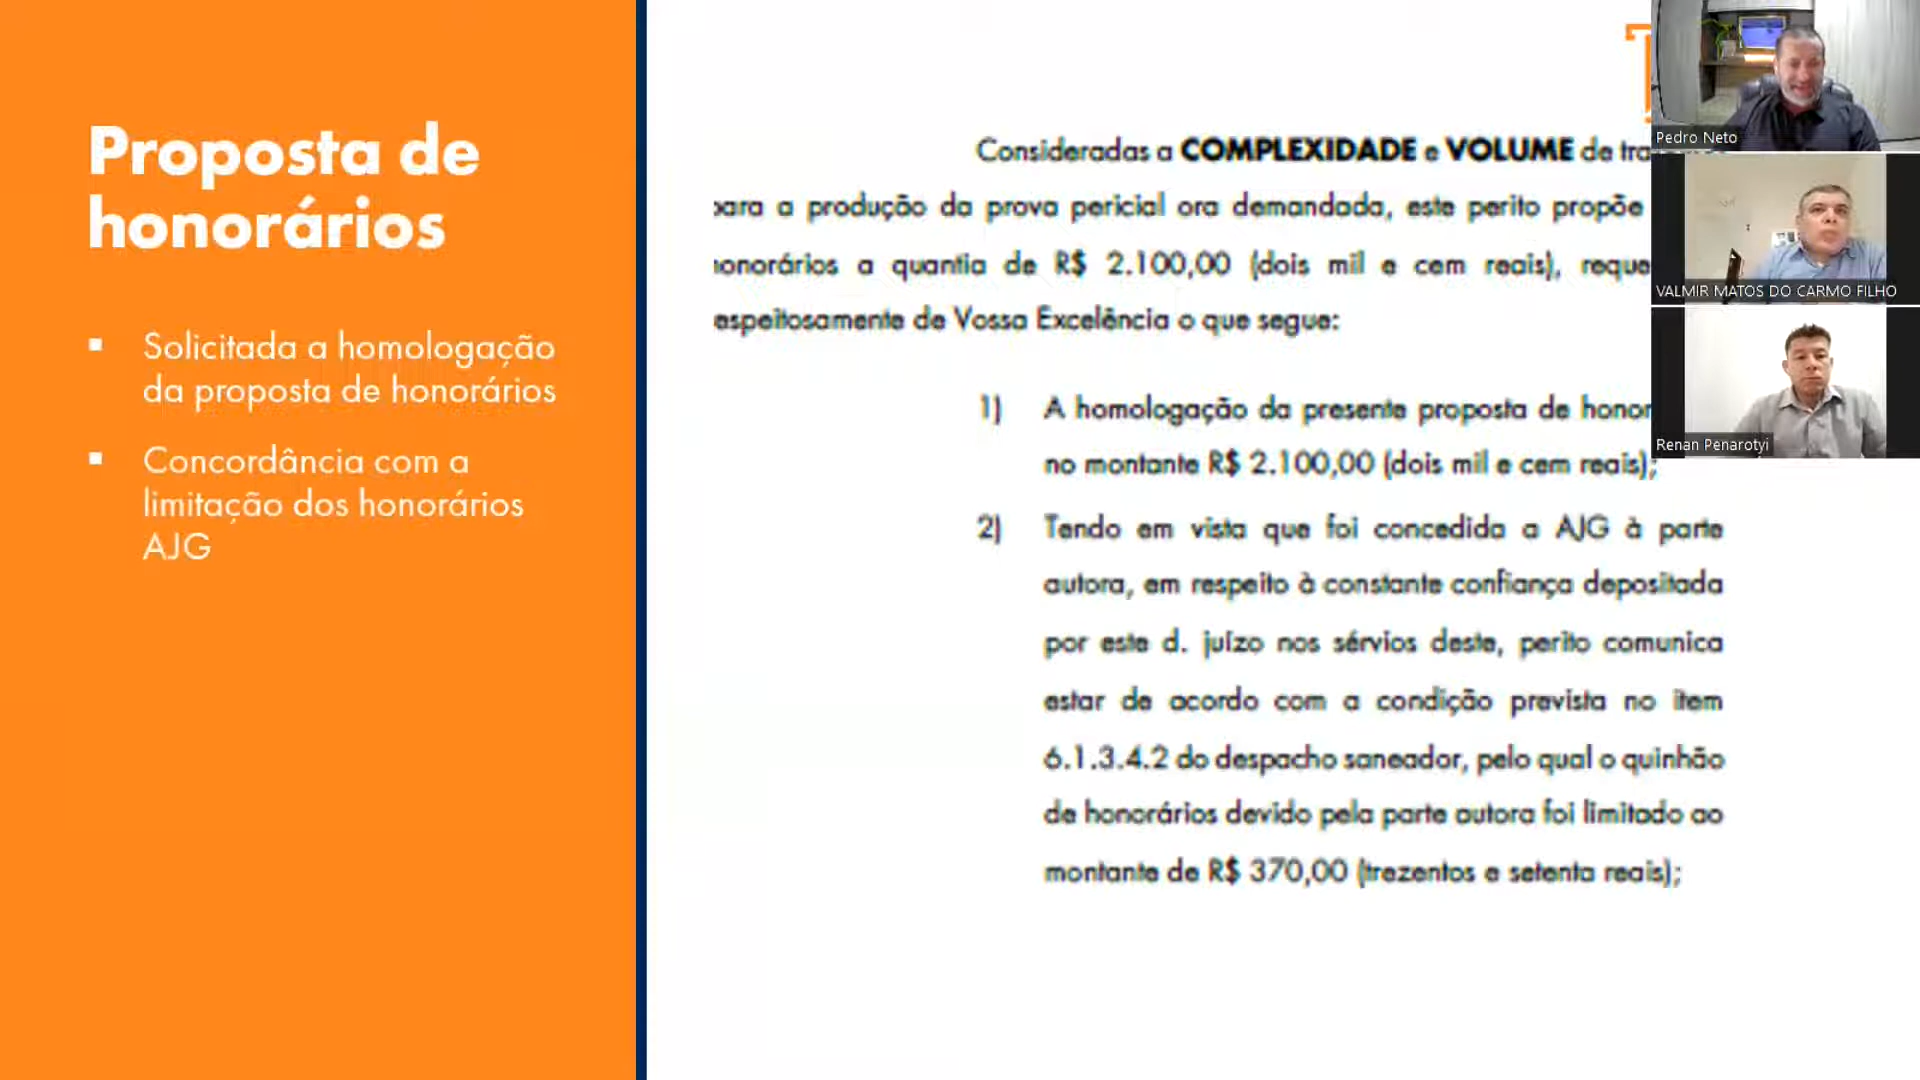 Proposta de
honorários
Solicitada a homologação
da proposta de honorários
Concordância com a
limitação dos honorários
AJG
Consideradas a COMPLEXIDADE e VOLUME de
para a produção da prova pericial ora demandada, este perito propõe
honorários a quantia de R$ 2.100,00 (dois mil e cem reais), reque
espeitosamente de Vossa Excelência o que segue:
1) A homologação da presente proposta de honor
no montante R$ 2.100,00 (dois mil e cem reais);
2) Tendo em vista que foi concedida a AJG à parte
autora, em respeito à constante confiança depositada
por este d. juízo nos sérvios deste, perito comunica
estar de acordo com a condição prevista no item
6.1.3.4.2 do despacho saneador, pelo qual o quinhão
de honorários devido pela parte autora foi limitado ao
montante de R$ 370,00 (trezentos e setenta reais);
Pedro Neto
VALMIR MATOS DO CARMO FILHO
Renan Penarotyi